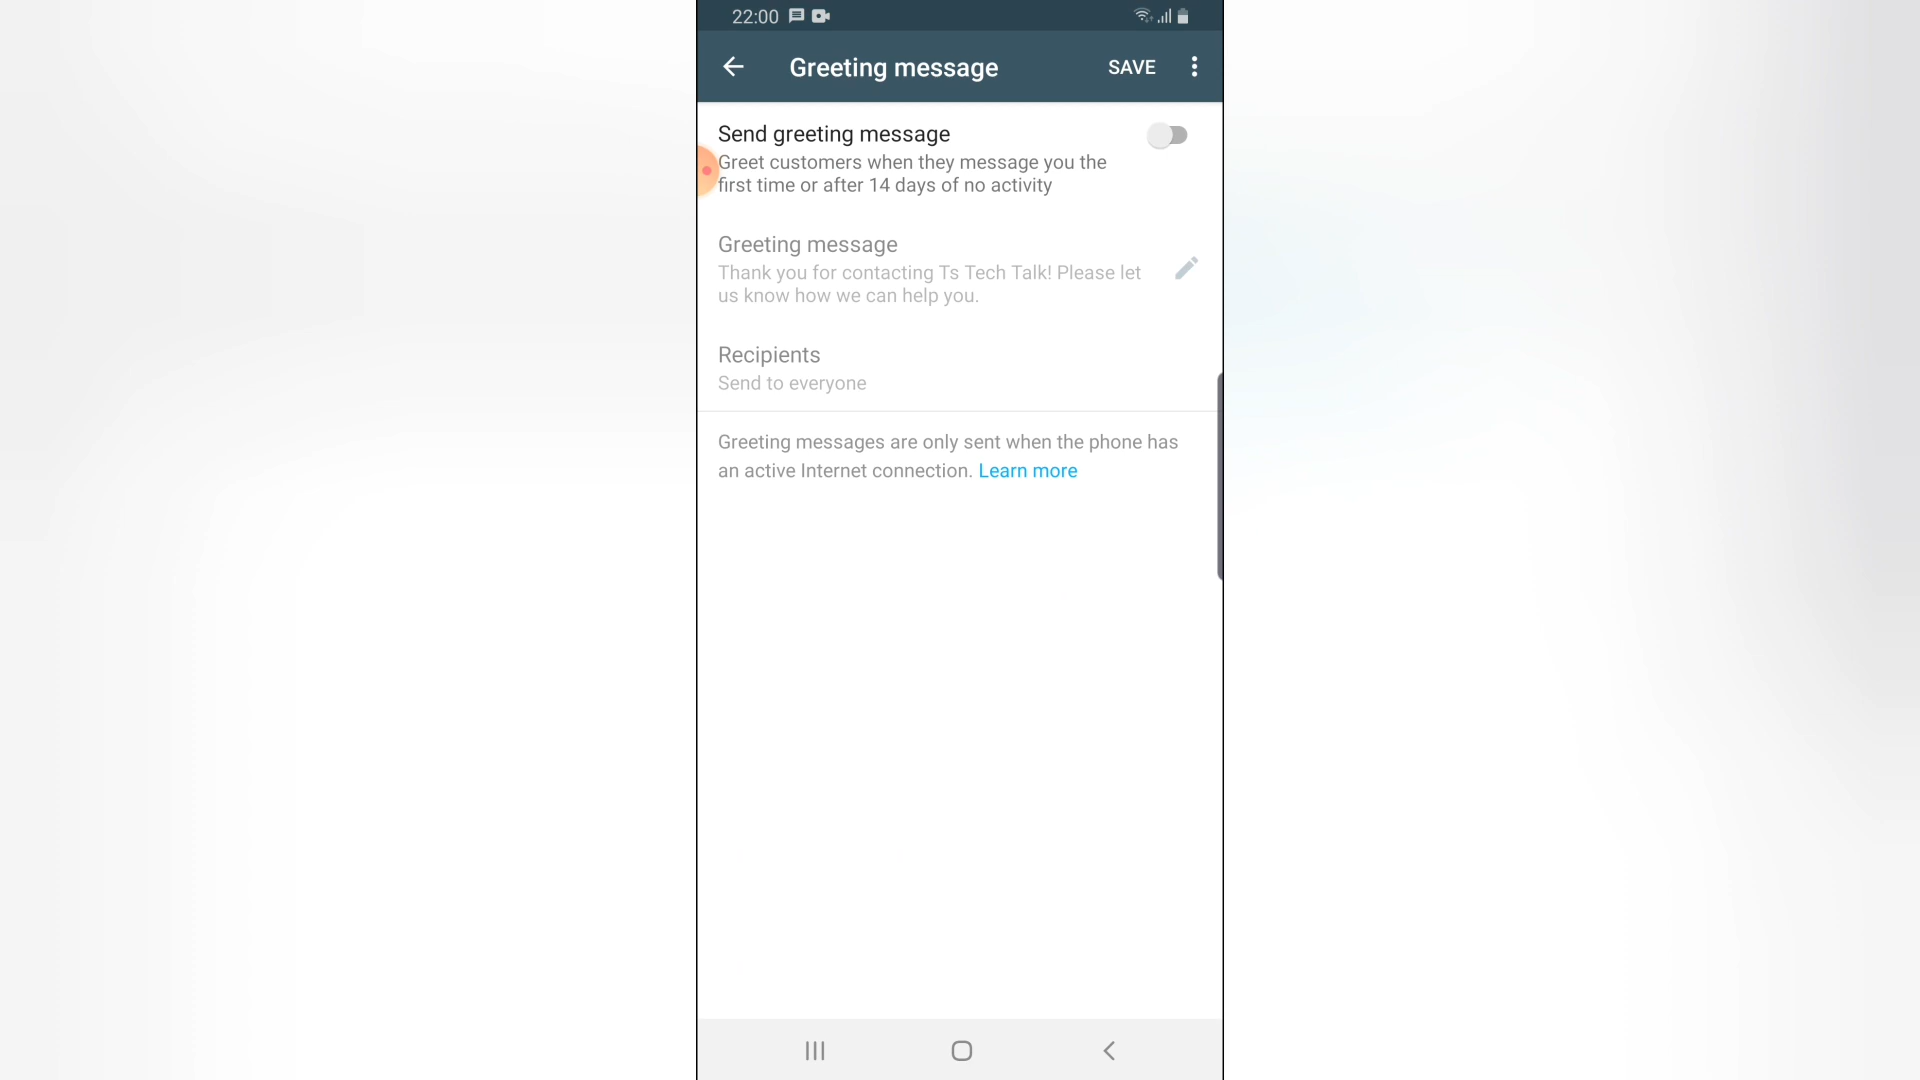 22:00
Greeting message SAVE
Send greeting message
Greet customers when they message you the
first time or after 14 days of no activity
Greeting message
Thank you for contacting Ts Tech Talk! Please let
us know how we can help you.
Recipients
Send to everyone
Greeting messages are only sent when the phone has
an active Internet connection. Learn more